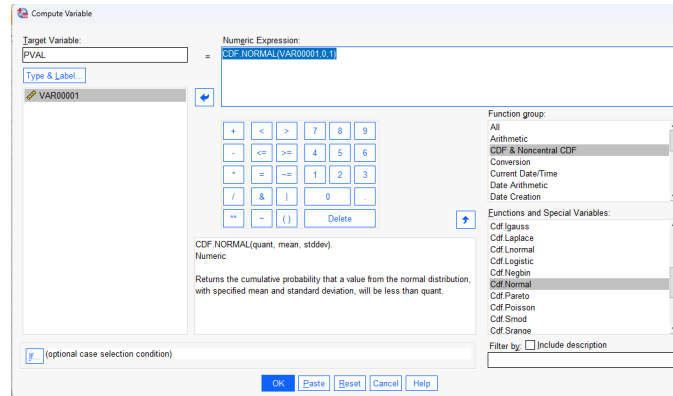 Compute Variable
Target Variable:
PVAL
=
Numeric Expression:
CDF.NORMAL(VAR00001,0,1)
Type & Label...
VAR00001
+ < > 7 8 9
- <= >= 4 5 6
* = ~= 1 2 3
/ & | 0 .
** ~ ( ) Delete
CDF.NORMAL(quant, mean, stddev).
Numeric
Returns the cumulative probability that a value from the normal distribution,
with specified mean and standard deviation, will be less than quant.
Function group:
All
Arithmetic
CDF & Noncentral CDF
Conversion
Current Date/Time
Date Arithmetic
Date Creation
Functions and Special Variables:
Cdf.Igauss
Cdf.Laplace
Cdf.Lnormal
Cdf.Logistic
Cdf.Negbin
Cdf.Normal
Cdf.Pareto
Cdf.Poisson
Cdf.Smod
Cdf.Srange
Filter by: Include description
If... (optional case selection condition)
OK Paste Reset Cancel Help